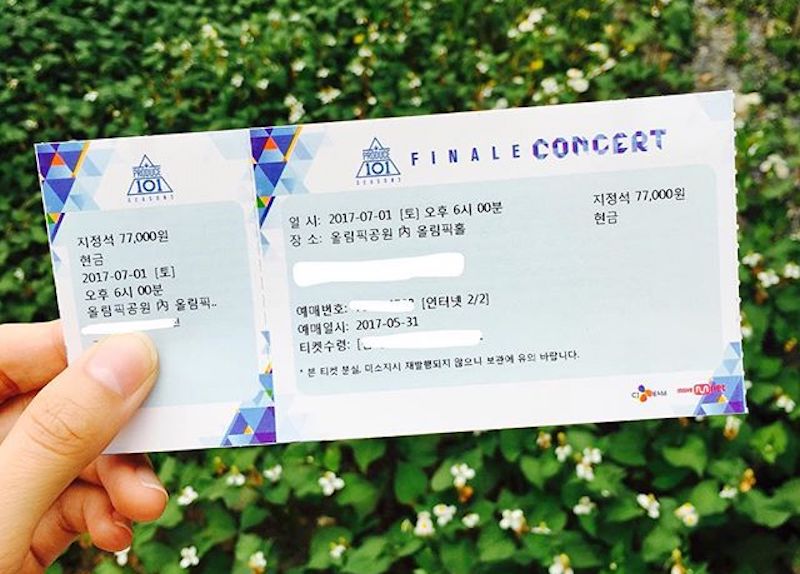 PRODUCE
101
SEASON2
지정석 77,000원
현금
2017-07-01 [토]
오후 6시 00분
올림픽공원 內 올림픽..
PRODUCE
101
SEASON2
FINALE CONCERT
일 시: 2017-07-01 [토] 오후 6시 00분
장 소: 올림픽공원 內 올림픽홀
지정석 77,000원
현금
예매번호: [인터넷 2/2]
예매일시: 2017-05-31
티켓수령: [
* 본 티켓 분실, 미소지시 재발행되지 않으니 보관에 유의 바랍니다.
CJ Mnet